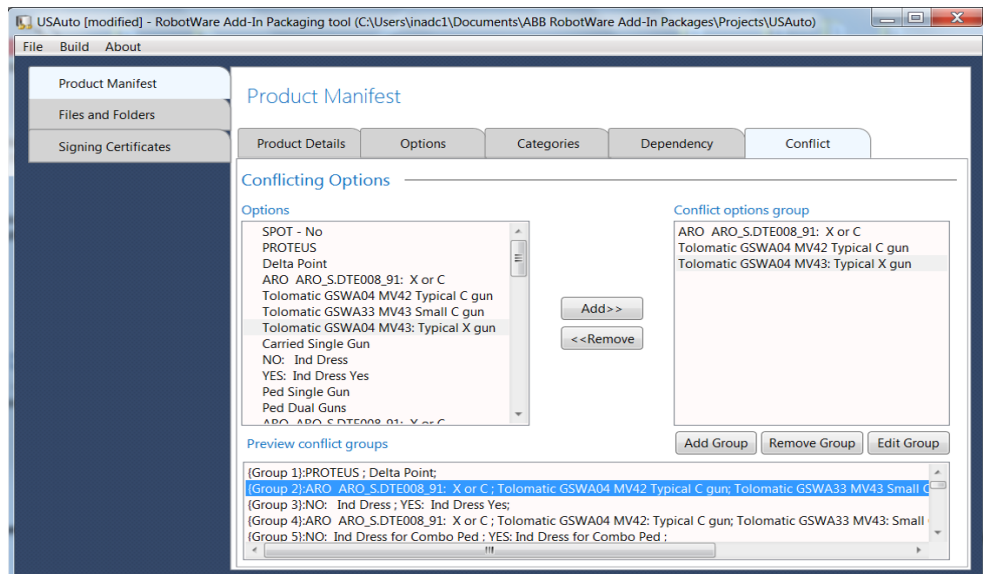 USAuto [modified] - RobotWare Add-In Packaging tool (C:\Users\inadc1\Documents\ABB RobotWare Add-In Packages\Projects\USAuto)
File Build About
Product Manifest
Files and Folders
Signing Certificates
Product Manifest
Product Details Options Categories Dependency Conflict
Conflicting Options
Options
SPOT - No
PROTEUS
Delta Point
ARO ARO_S.DTE008_91: X or C
Tolomatic GSWA04 MV42 Typical C gun
Tolomatic GSWA33 MV43 Small C gun
Tolomatic GSWA04 MV43: Typical X gun
Carried Single Gun
NO: Ind Dress
YES: Ind Dress Yes
Ped Single Gun
Ped Dual Guns
ARO ARO_S.DTE008_91: X or C
Add>>
<<Remove
Conflict options group
ARO ARO_S.DTE008_91: X or C
Tolomatic GSWA04 MV42 Typical C gun
Tolomatic GSWA04 MV43: Typical X gun
Add Group Remove Group Edit Group
Preview conflict groups
{Group 1}:PROTEUS ; Delta Point;
{Group 2}:ARO ARO_S.DTE008_91: X or C ; Tolomatic GSWA04 MV42 Typical C gun; Tolomatic GSWA33 MV43 Small C
{Group 3}:NO: Ind Dress ; YES: Ind Dress Yes;
{Group 4}:ARO ARO_S.DTE008_91: X or C ; Tolomatic GSWA04 MV42: Typical C gun; Tolomatic GSWA33 MV43: Small
{Group 5}:NO: Ind Dress for Combo Ped ; YES: Ind Dress for Combo Ped ;